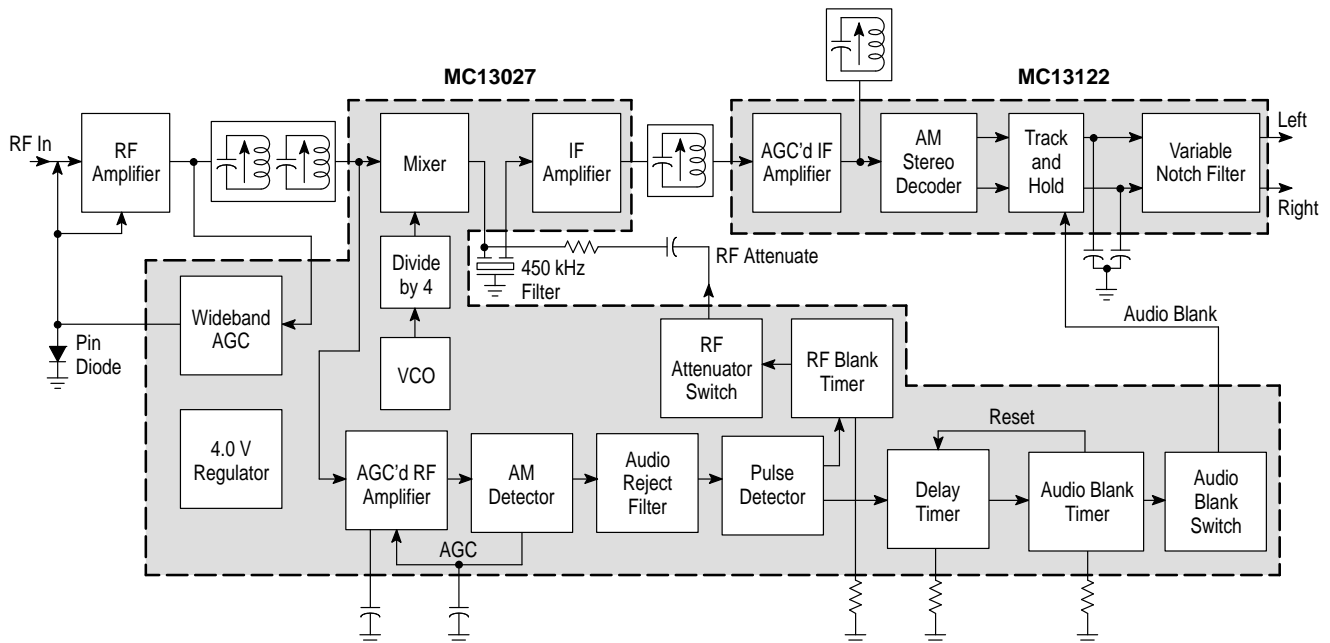 MC13027
MC13122
RF In
RF
Amplifier
Mixer
IF
Amplifier
AGC'd IF
Amplifier
AM
Stereo
Decoder
Track
and
Hold
Variable
Notch Filter
Left
Right
Divide
by 4
450 kHz
Filter
RF Attenuate
Wideband
AGC
Pin
Diode
VCO
RF
Attenuator
Switch
RF Blank
Timer
Audio Blank
4.0 V
Regulator
AGC'd RF
Amplifier
AM
Detector
Audio
Reject
Filter
Pulse
Detector
Reset
Delay
Timer
Audio Blank
Timer
Audio
Blank
Switch
AGC